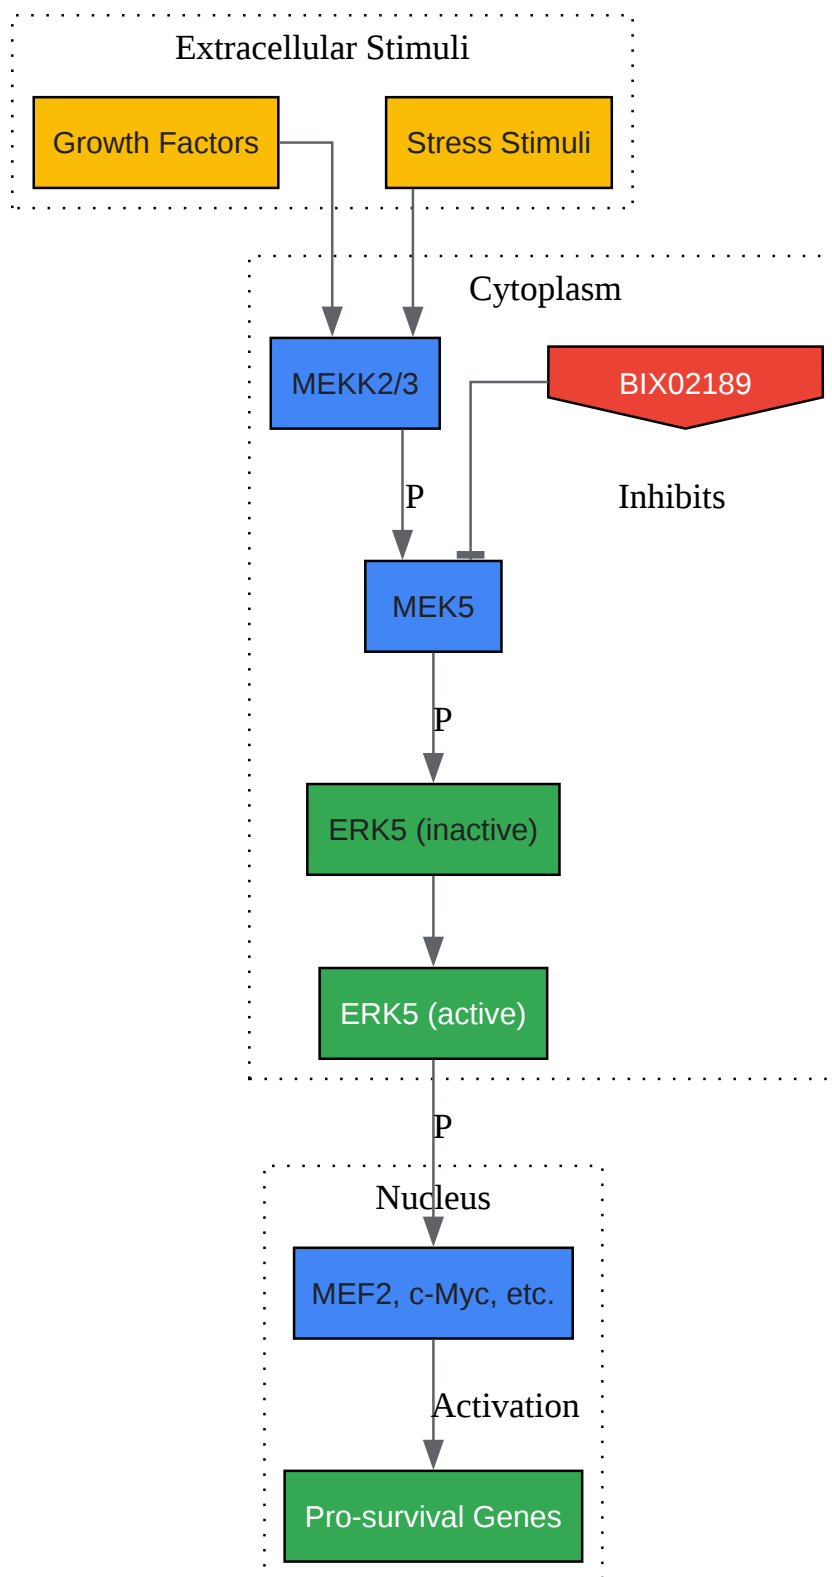 Extracellular Stimuli
Growth Factors
Stress Stimuli
Cytoplasm
MEKK2/3
BIX02189
P
Inhibits
MEK5
P
ERK5 (inactive)
ERK5 (active)
P
Nucleus
MEF2, c-Myc, etc.
Activation
Pro-survival Genes